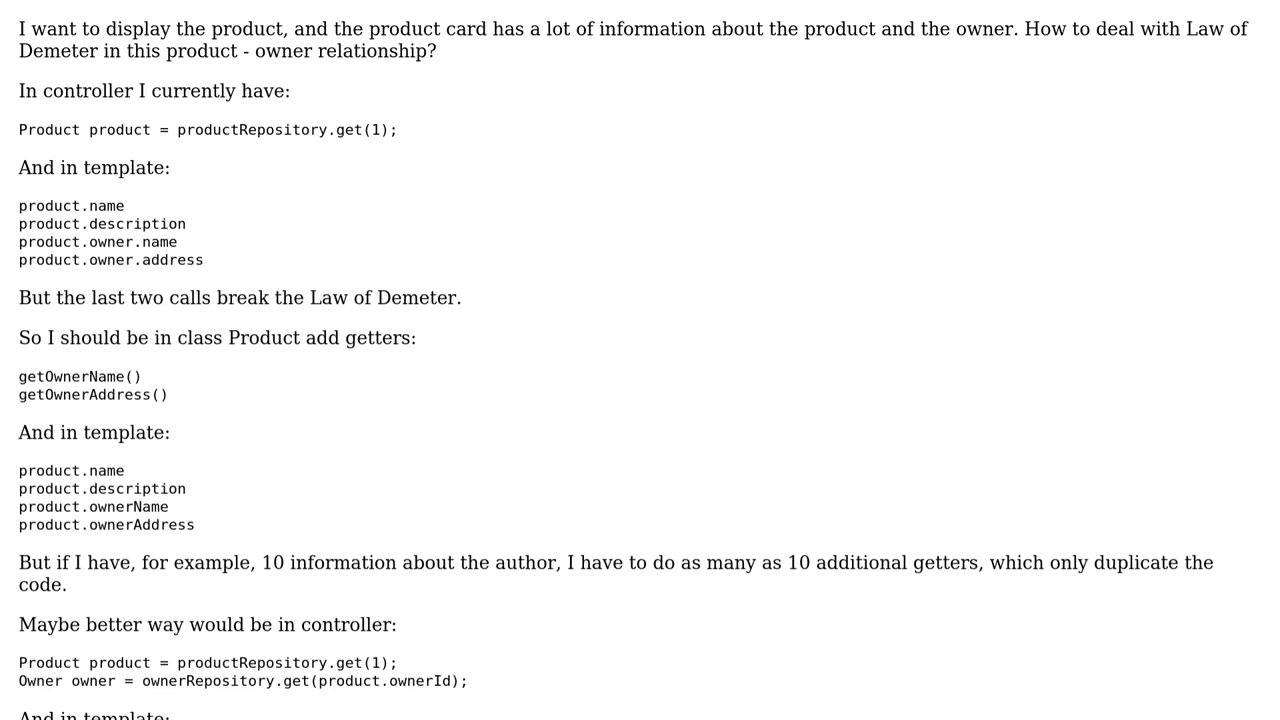 I want to display the product, and the product card has a lot of information about the product and the owner. How to deal with Law of
Demeter in this product - owner relationship?
In controller I currently have:
Product product = productRepository.get(1);
And in template:
product.name
product.description
product.owner.name
product.owner.address
But the last two calls break the Law of Demeter.
So I should be in class Product add getters:
getOwnerName()
getOwnerAddress()
And in template:
product.name
product.description
product.ownerName
product.ownerAddress
But if I have, for example, 10 information about the author, I have to do as many as 10 additional getters, which only duplicate the
code.
Maybe better way would be in controller:
Product product = productRepository.get(1);
Owner owner = ownerRepository.get(product.ownerId);
And in template: